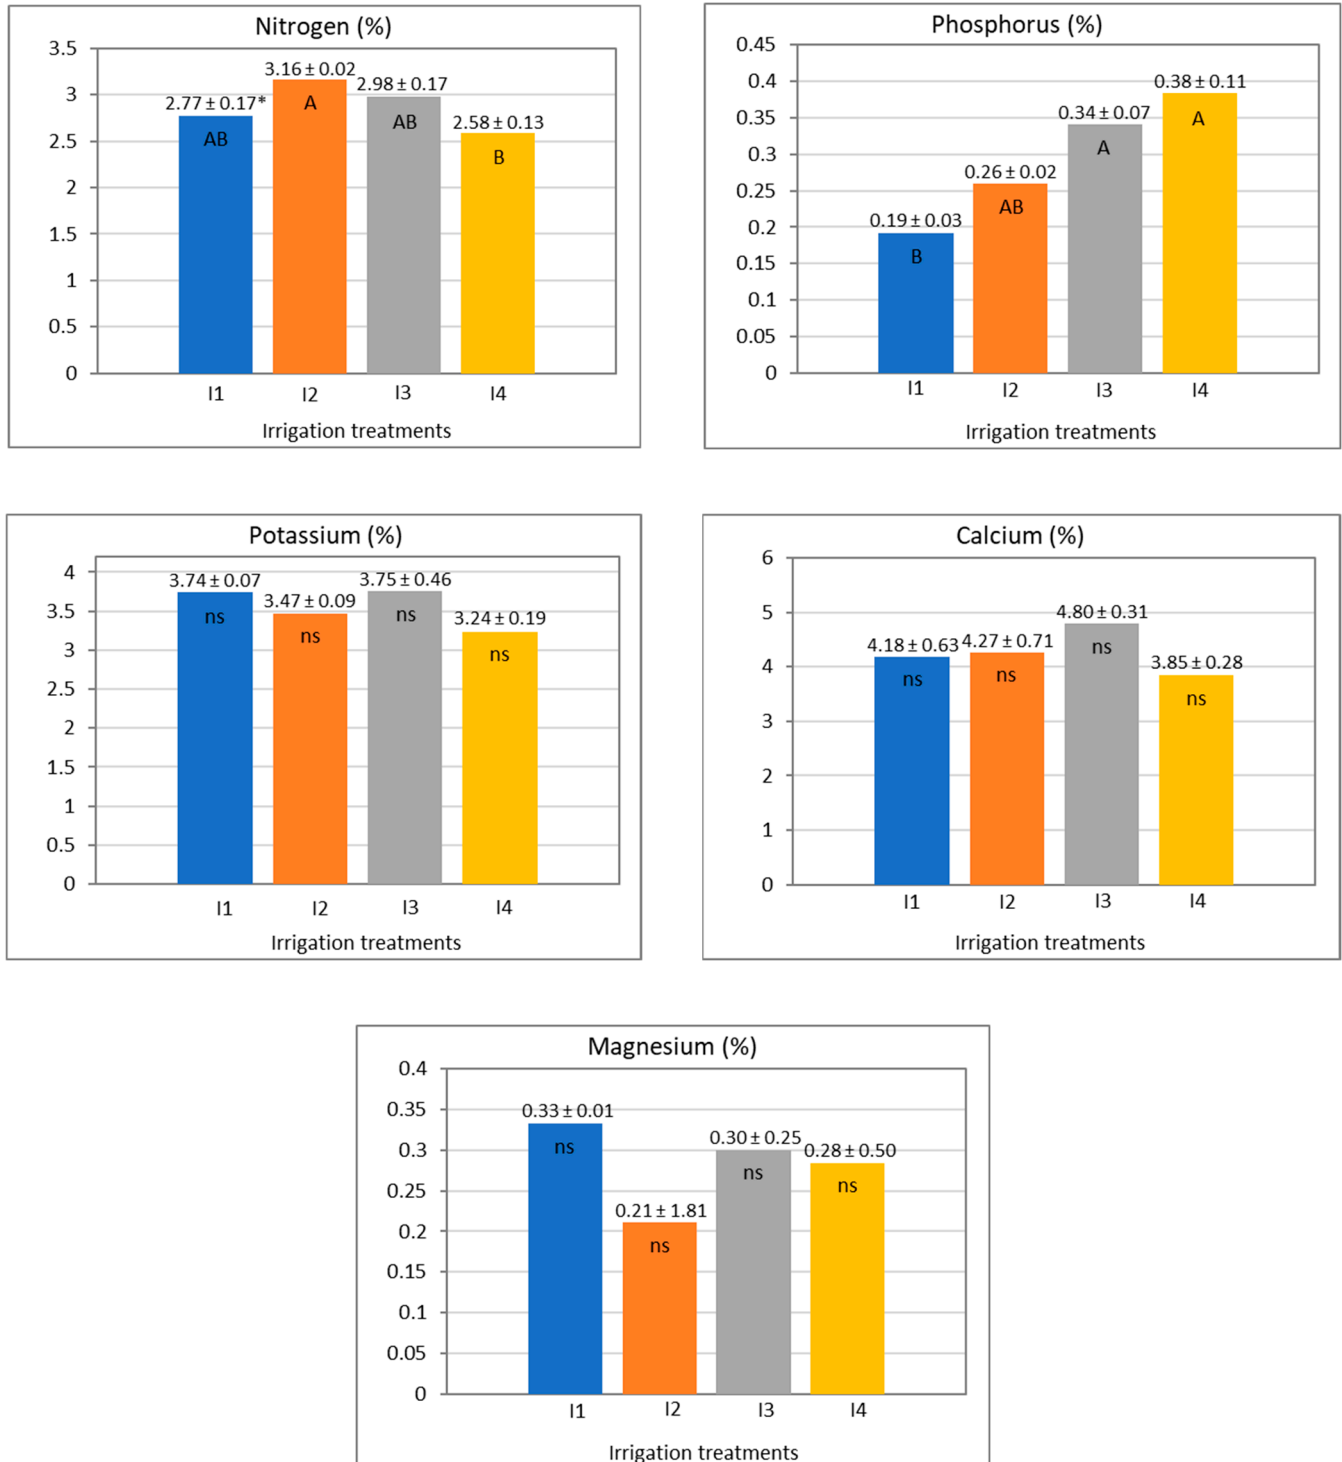 Nitrogen (%)
3.5
3
2.5
2
1.5
1
0.5
0
2.77 ± 0.17*
3.16 ± 0.02
2.98 ± 0.17
2.58 ± 0.13
AB
A
AB
B
I1
I2
I3
I4
Irrigation treatments
Phosphorus (%)
0.45
0.4
0.35
0.3
0.25
0.2
0.15
0.1
0.05
0
0.19 ± 0.03
0.26 ± 0.02
0.34 ± 0.07
0.38 ± 0.11
B
AB
A
A
I1
I2
I3
I4
Irrigation treatments
Potassium (%)
4
3.5
3
2.5
2
1.5
1
0.5
0
3.74 ± 0.07
3.47 ± 0.09
3.75 ± 0.46
3.24 ± 0.19
ns
ns
ns
ns
I1
I2
I3
I4
Irrigation treatments
Calcium (%)
6
5
4
3
2
1
0
4.18 ± 0.63
4.27 ± 0.71
4.80 ± 0.31
3.85 ± 0.28
ns
ns
ns
ns
I1
I2
I3
I4
Irrigation treatments
Magnesium (%)
0.4
0.35
0.3
0.25
0.2
0.15
0.1
0.05
0
0.33 ± 0.01
0.21 ± 1.81
0.30 ± 0.25
0.28 ± 0.50
ns
ns
ns
ns
I1
I2
I3
I4
Irrigation treatments